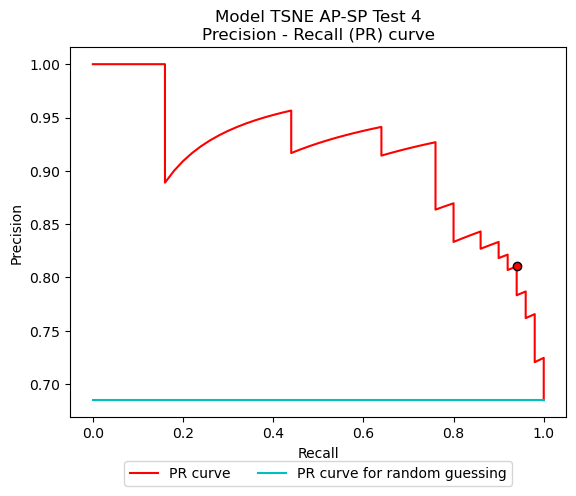 Model TSNE AP-SP Test 4
Precision - Recall (PR) curve
Precision
1.00
0.95
0.90
0.85
0.80
0.75
0.70
0.0 0.2 0.4 0.6 0.8 1.0
Recall
PR curve PR curve for random guessing